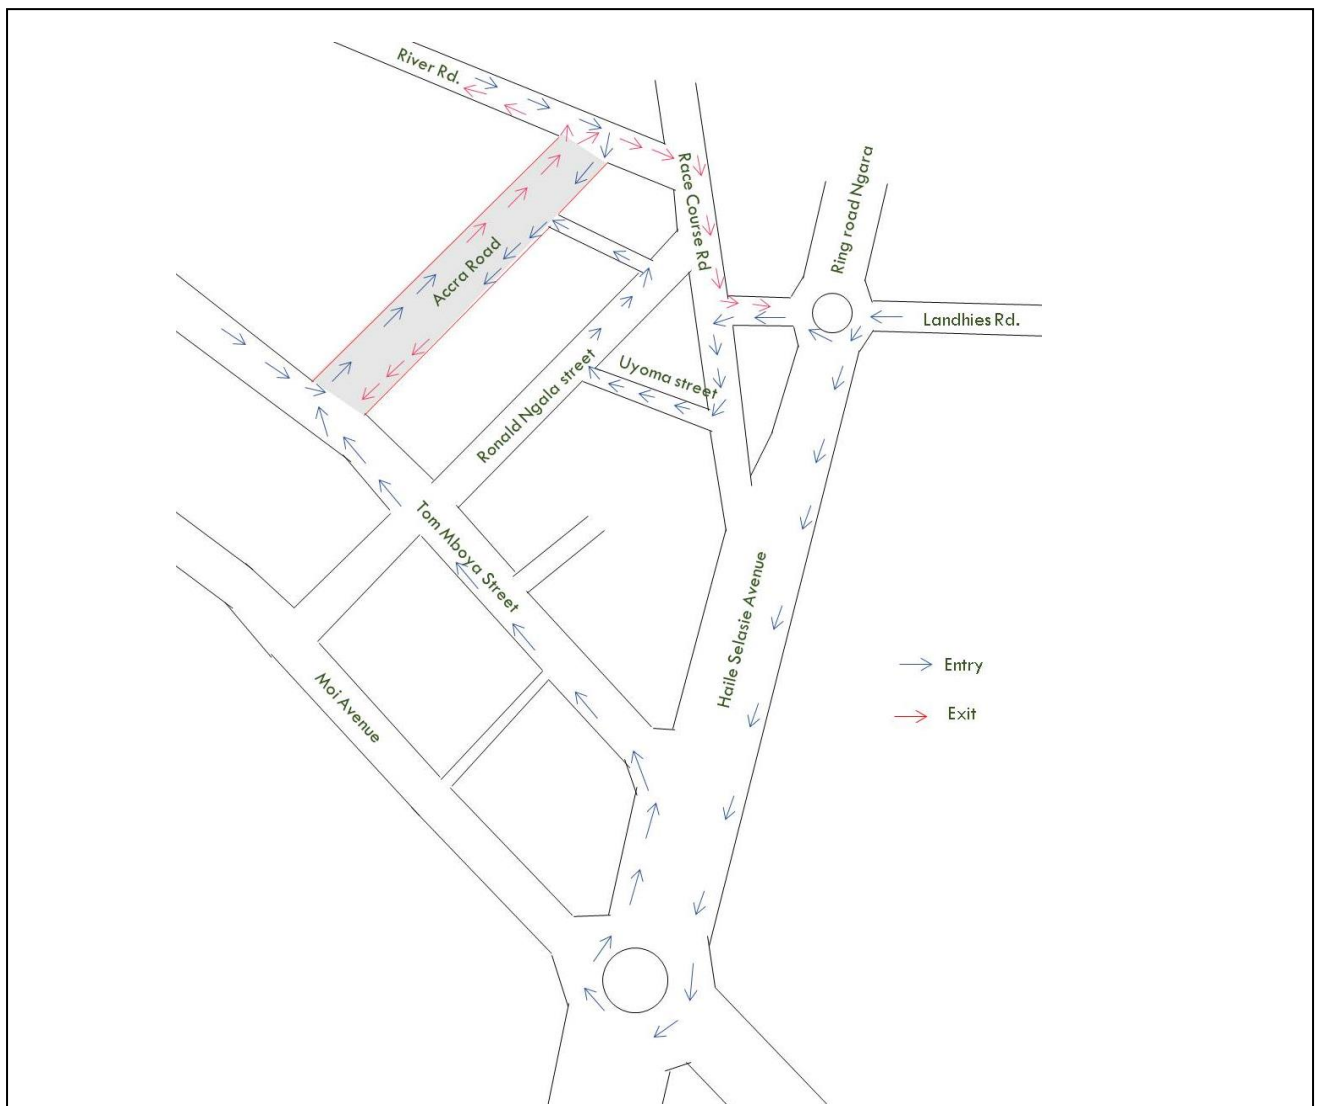 River Rd.
Race Course Rd
Ring road Ngara
Accra Road
Landhies Rd.
Uyoma street
Ronald Ngala street
Tom Mboya Street
Haile Selasie Avenue
Moi Avenue
Entry
Exit